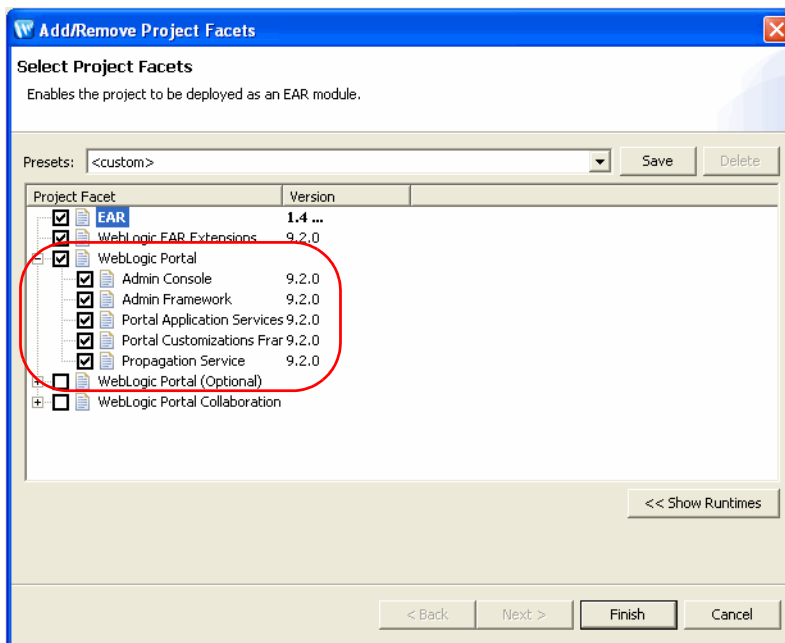 Add/Remove Project Facets
Select Project Facets
Enables the project to be deployed as an EAR module.
Presets: <custom> Save Delete
Project Facet Version
EAR 1.4 ...
WebLogic EAR Extensions 9.2.0
WebLogic Portal
Admin Console 9.2.0
Admin Framework 9.2.0
Portal Application Services 9.2.0
Portal Customizations Frar 9.2.0
Propagation Service 9.2.0
WebLogic Portal (Optional)
WebLogic Portal Collaboration
<< Show Runtimes
< Back Next > Finish Cancel